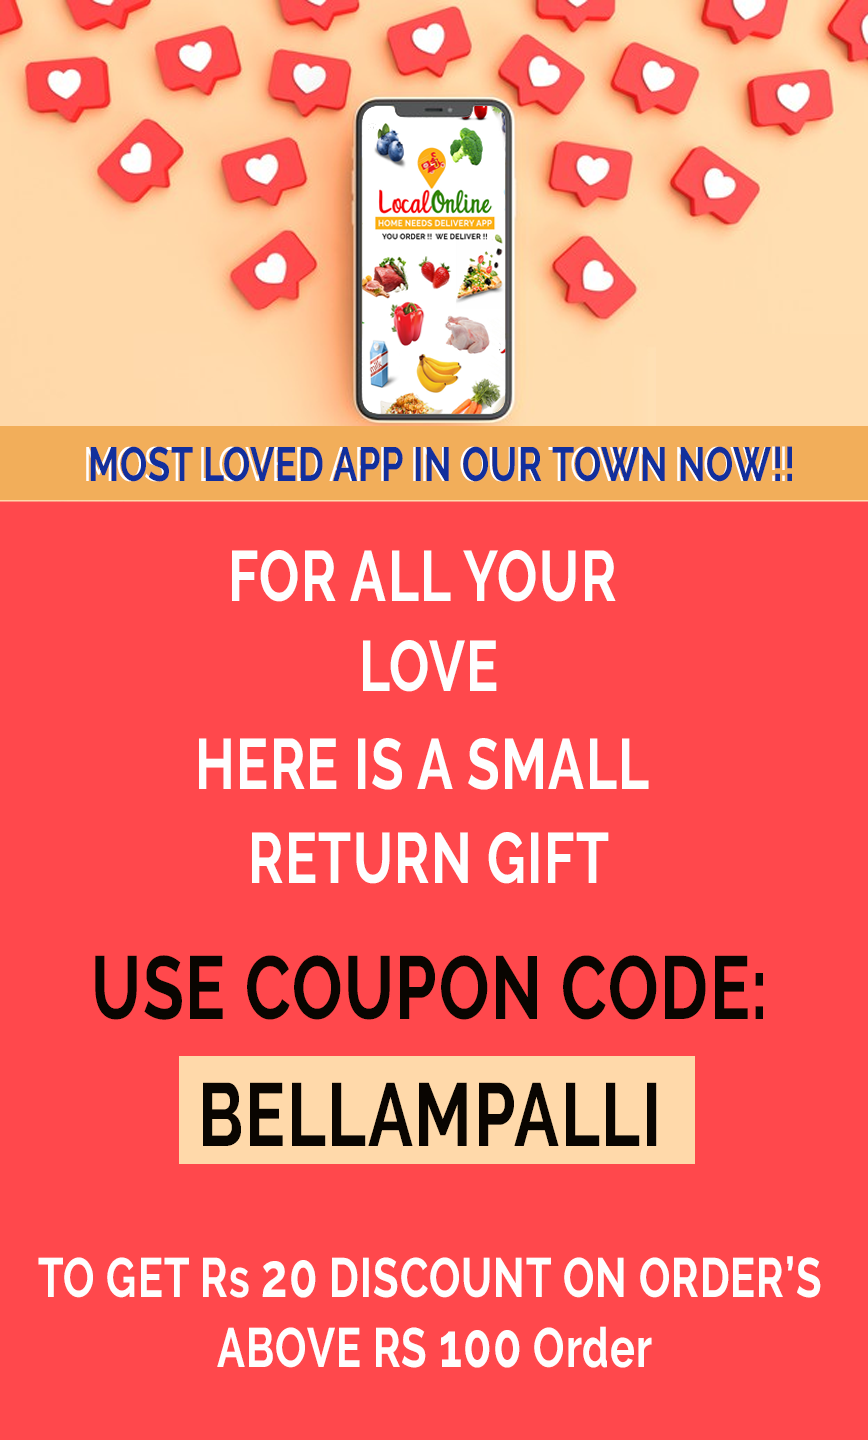 LocalOnline
HOME NEEDS DELIVERY APP
YOU ORDER !! WE DELIVER !!
milk
MOST LOVED APP IN OUR TOWN NOW!!
FOR ALL YOUR
LOVE
HERE IS A SMALL
RETURN GIFT
USE COUPON CODE:
BELLAMPALLI
TO GET Rs 20 DISCOUNT ON ORDER’S
ABOVE RS 100 Order